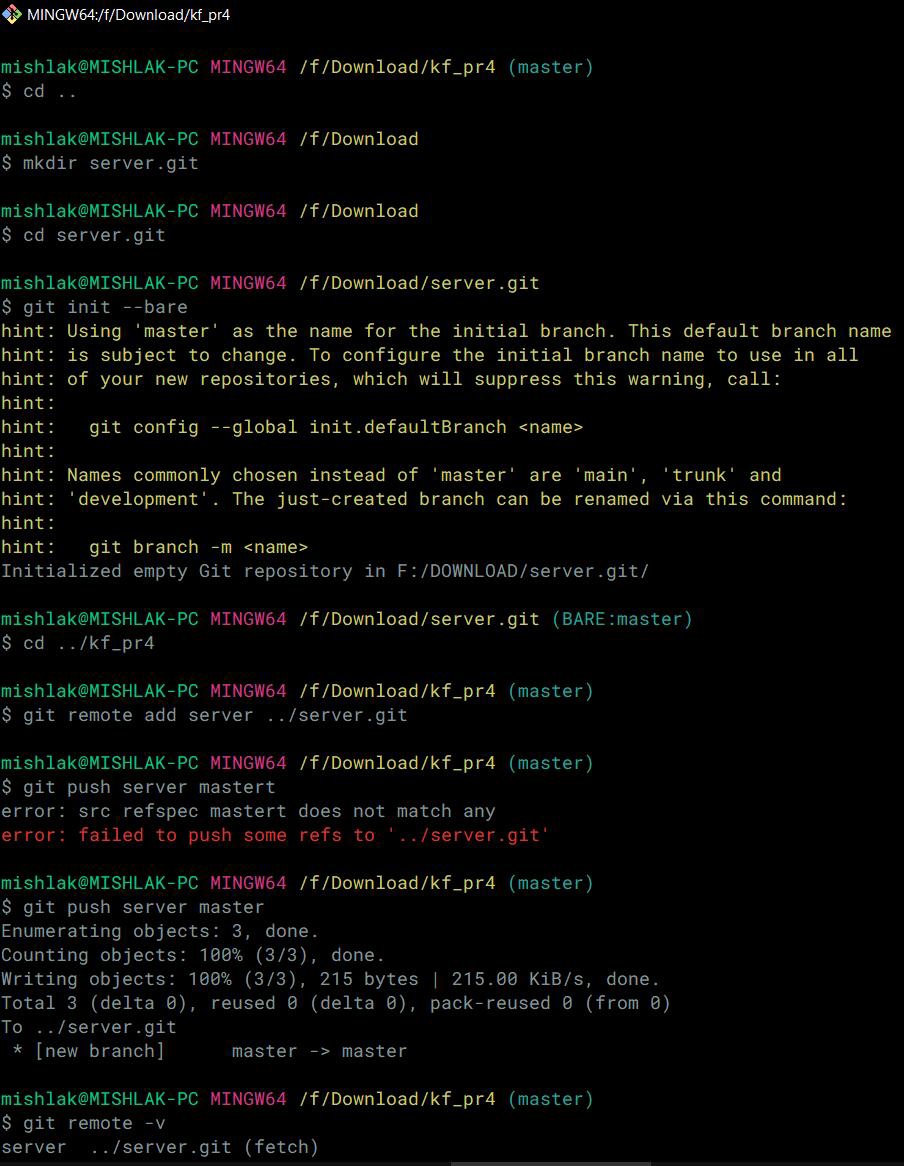 MINGW64:/f/Download/kf_pr4
mishlak@MISHLAK-PC MINGW64 /f/Download/kf_pr4 (master)
$ cd ..
mishlak@MISHLAK-PC MINGW64 /f/Download
$ mkdir server.git
mishlak@MISHLAK-PC MINGW64 /f/Download
$ cd server.git
mishlak@MISHLAK-PC MINGW64 /f/Download/server.git
$ git init --bare
hint: Using 'master' as the name for the initial branch. This default branch name
hint: is subject to change. To configure the initial branch name to use in all
hint: of your new repositories, which will suppress this warning, call:
hint:
hint:   git config --global init.defaultBranch <name>
hint:
hint: Names commonly chosen instead of 'master' are 'main', 'trunk' and
hint: 'development'. The just-created branch can be renamed via this command:
hint:
hint:   git branch -m <name>
Initialized empty Git repository in F:/DOWNLOAD/server.git/
mishlak@MISHLAK-PC MINGW64 /f/Download/server.git (BARE:master)
$ cd ../kf_pr4
mishlak@MISHLAK-PC MINGW64 /f/Download/kf_pr4 (master)
$ git remote add server ../server.git
mishlak@MISHLAK-PC MINGW64 /f/Download/kf_pr4 (master)
$ git push server mastert
error: src refspec mastert does not match any
error: failed to push some refs to '../server.git'
mishlak@MISHLAK-PC MINGW64 /f/Download/kf_pr4 (master)
$ git push server master
Enumerating objects: 3, done.
Counting objects: 100% (3/3), done.
Writing objects: 100% (3/3), 215 bytes | 215.00 KiB/s, done.
Total 3 (delta 0), reused 0 (delta 0), pack-reused 0 (from 0)
To ../server.git
 * [new branch]      master -> master
mishlak@MISHLAK-PC MINGW64 /f/Download/kf_pr4 (master)
$ git remote -v
server  ../server.git (fetch)